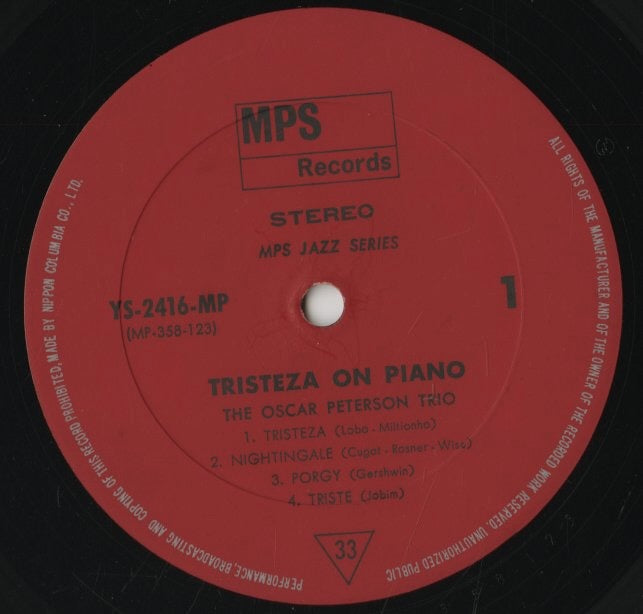 MPS
Records
STEREO
MPS JAZZ SERIES
YS-2416-MP
(MP-358-123)
1
TRISTEZA ON PIANO
THE OSCAR PETERSON TRIO
1. TRISTEZA (Lobo - Miltionho)
2. NIGHTINGALE (Cugat - Rosner - Wise)
3. PORGY (Gershwin)
4. TRISTE (Jobim)
33
ALL RIGHTS OF THE MANUFACTURER AND OF THE OWNER OF THE RECORDED WORK RESERVED. UNAUTHORIZED PUBLIC
PERFORMANCE, BROADCASTING AND COPYING OF THIS RECORD PROHIBITED, MADE BY NIPPON COLUMBIA CO., LTD.